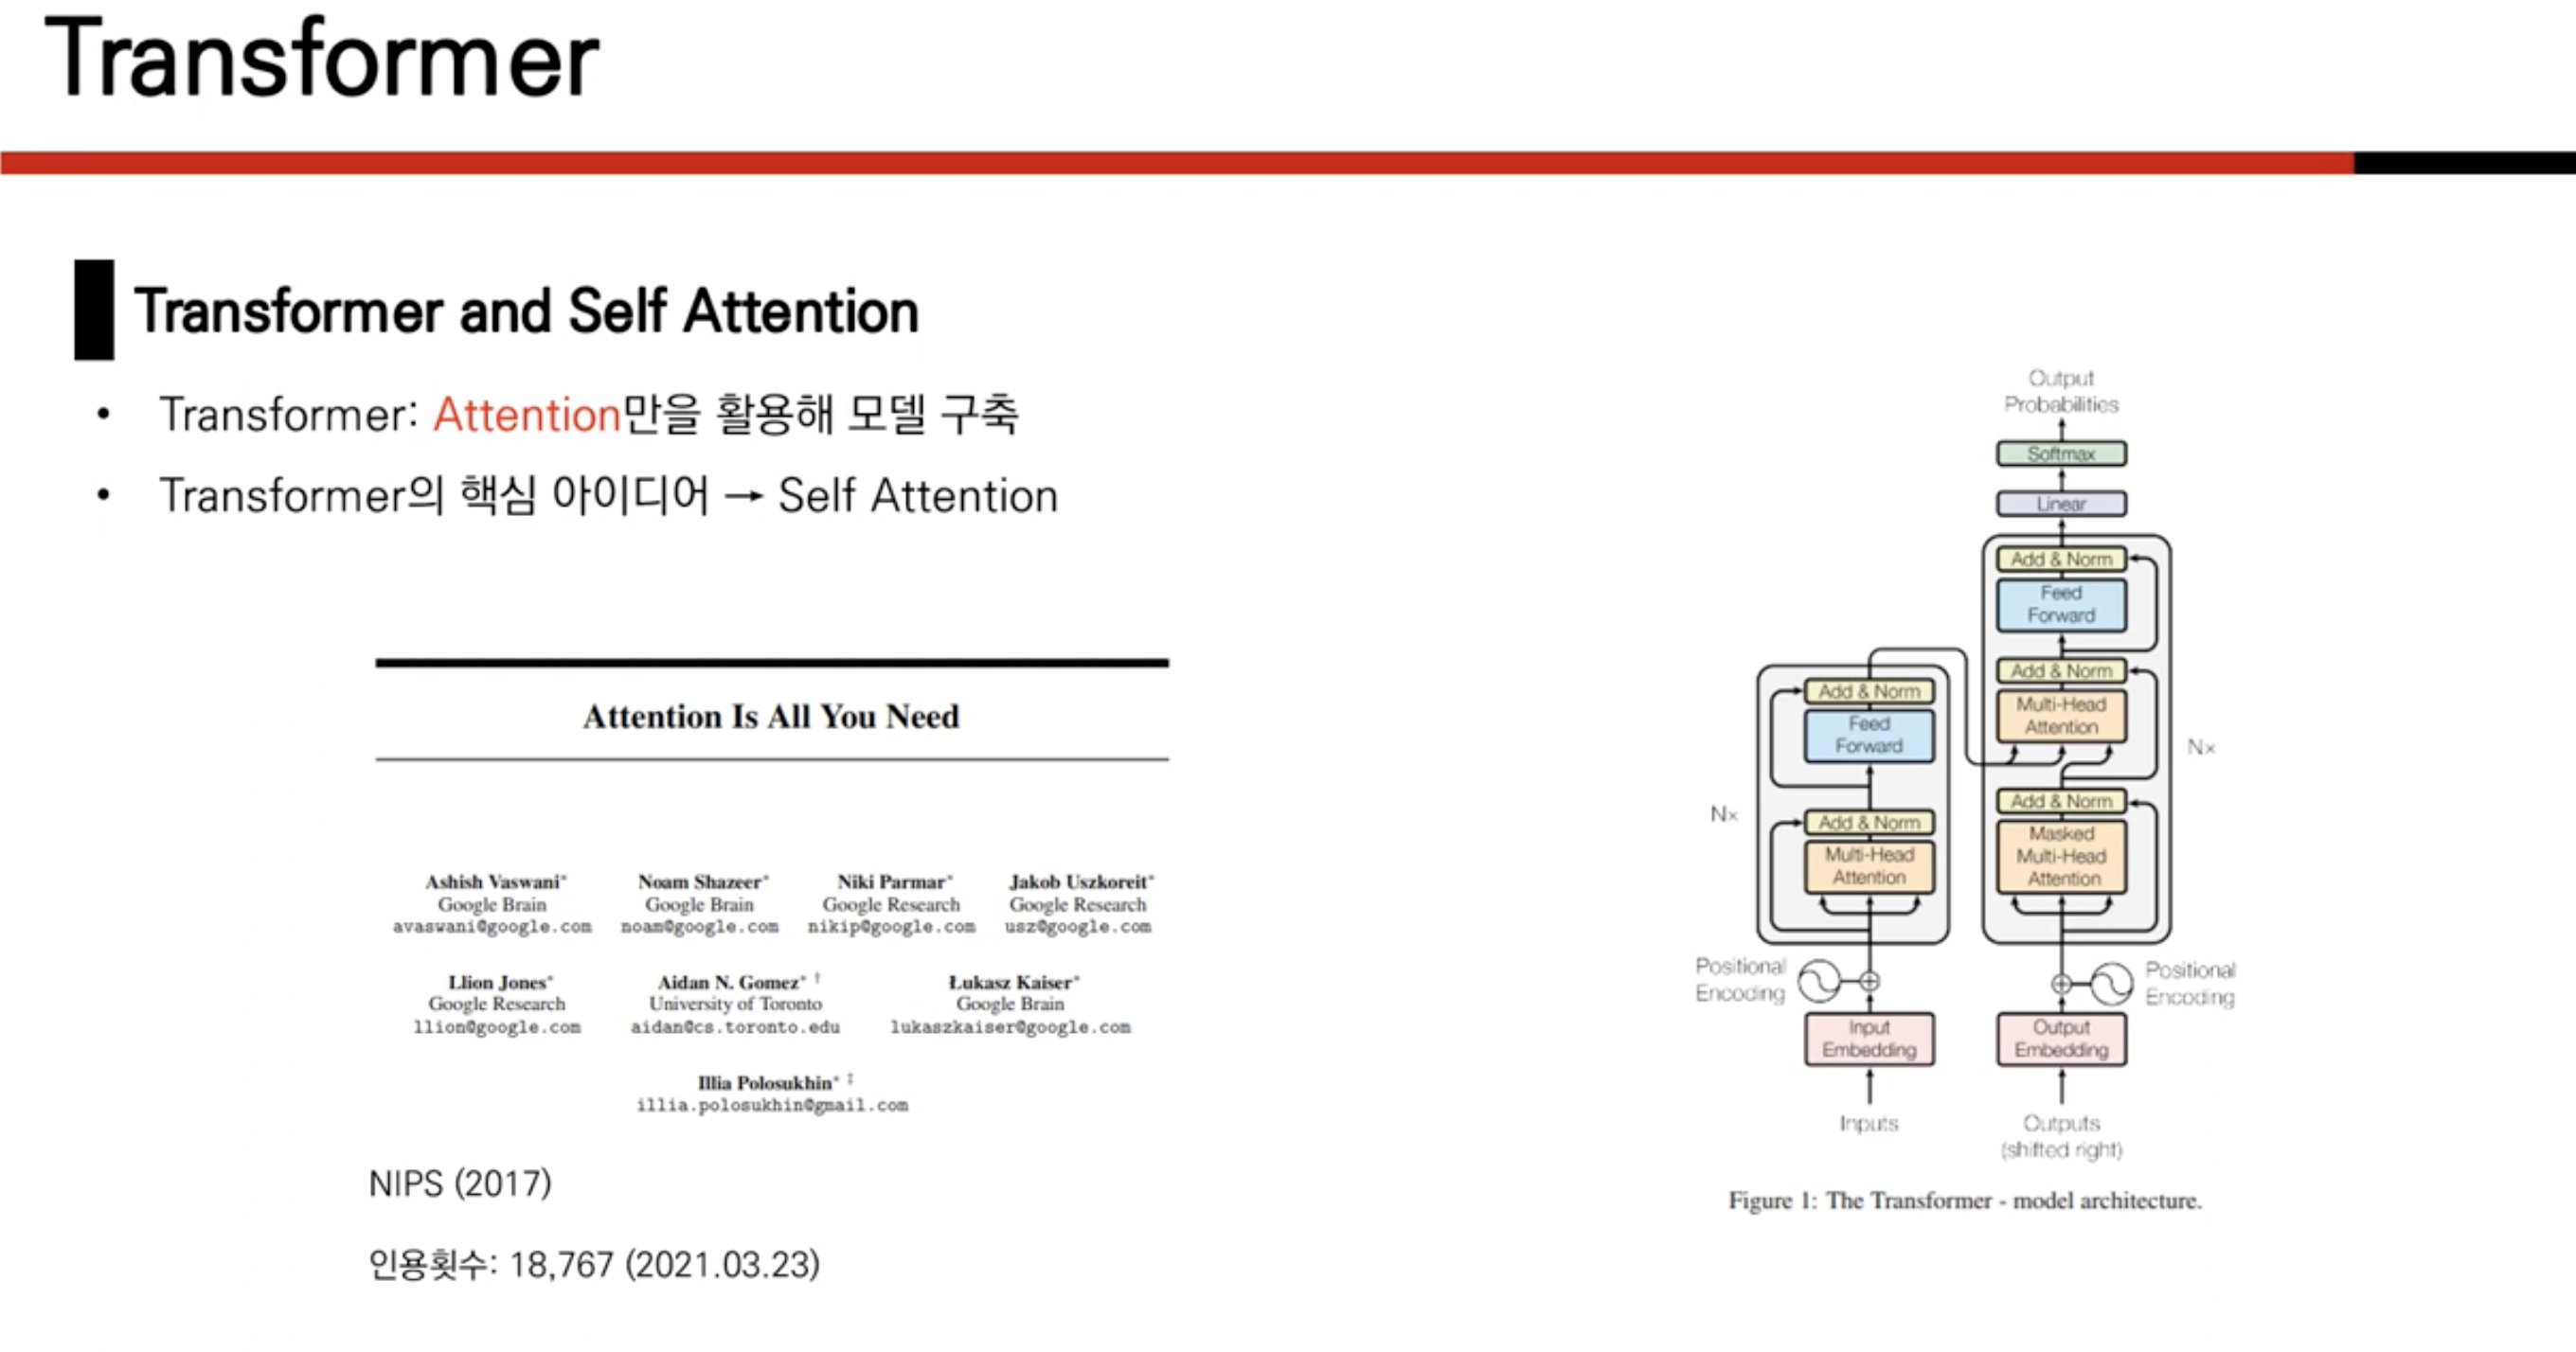 Transformer
Transformer and Self Attention
• Transformer: Attention만을 활용해 모델 구축
• Transformer의 핵심 아이디어 → Self Attention
Attention Is All You Need
Ashish Vaswani* Noam Shazeer* Niki Parmar* Jakob Uszkoreit*
Google Brain Google Brain Google Research Google Research
avaswani@google.com noam@google.com nikip@google.com usz@google.com
Llion Jones* Aidan N. Gomez* † Łukasz Kaiser*
Google Research University of Toronto Google Brain
llion@google.com aidan@cs.toronto.edu lukaszkaiser@google.com
Illia Polosukhin* ‡
illia.polosukhin@gmail.com
NIPS (2017)
인용횟수: 18,767 (2021.03.23)
Output
Probabilities
Softmax
Linear
Add & Norm
Feed
Forward
Add & Norm
Multi-Head
Attention
N×
Add & Norm
Masked
Multi-Head
Attention
Add & Norm
Feed
Forward
N×
Add & Norm
Multi-Head
Attention
Positional
Encoding
Positional
Encoding
Input
Embedding
Output
Embedding
Inputs
Outputs
(shifted right)
Figure 1: The Transformer - model architecture.